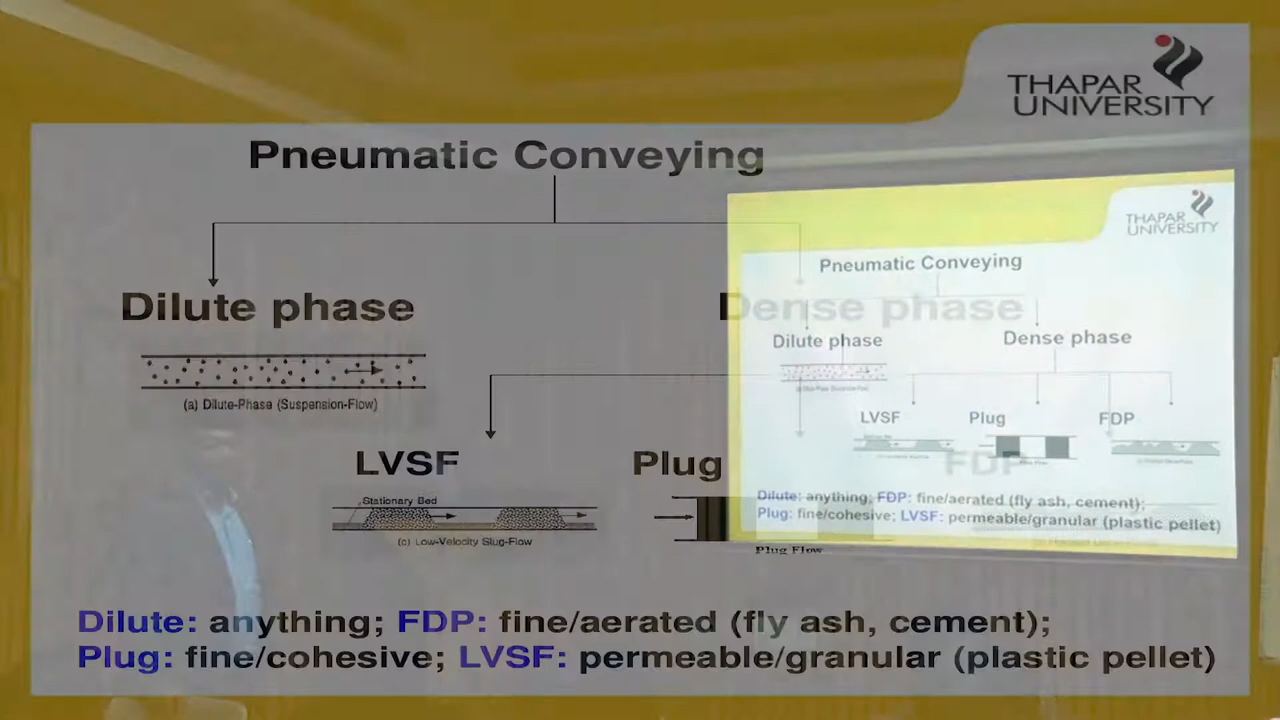 THAPAR
UNIVERSITY
Pneumatic Conveying
Dilute phase
Dense phase
(a) Dilute-Phase (Suspension-Flow)
LVSF
Plug
FDP
Stationary Bed
(c) Low-Velocity Slug-Flow
Plug Flow
Dilute: anything; FDP: fine/aerated (fly ash, cement);
Plug: fine/cohesive; LVSF: permeable/granular (plastic pellet)
THAPAR
UNIVERSITY
Pneumatic Conveying
Dilute phase
Dense phase
LVSF
Plug
FDP
Dilute: anything; FDP: fine/aerated (fly ash, cement);
Plug: fine/cohesive; LVSF: permeable/granular (plastic pellet)